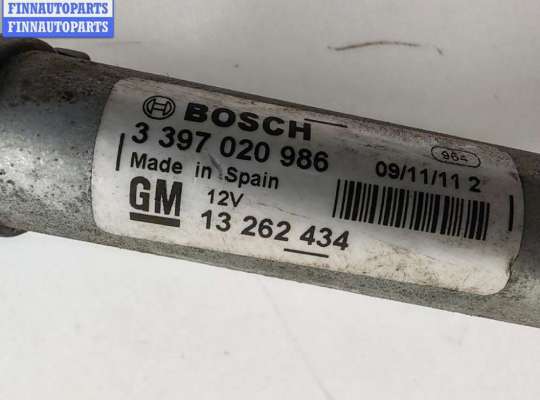 FINNAUTOPARTS
FINNAUTOPARTS
BOSCH
3 397 020 986
964
Made in Spain
09/11/11 2
GM
12V
13 262 434